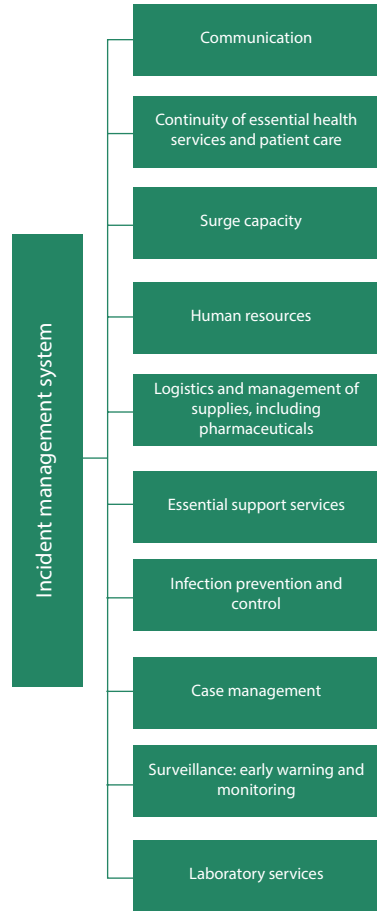 Incident management system
Communication
Continuity of essential health
services and patient care
Surge capacity
Human resources
Logistics and management of
supplies, including
pharmaceuticals
Essential support services
Infection prevention and
control
Case management
Surveillance: early warning and
monitoring
Laboratory services